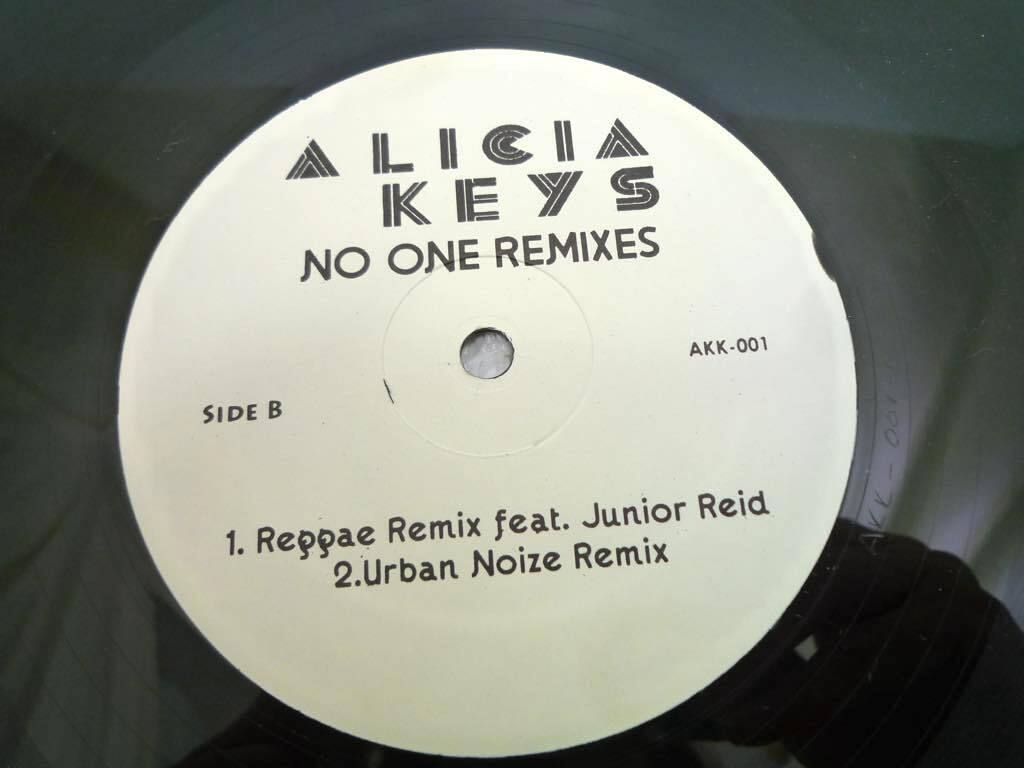 ALICIA
KEYS
NO ONE REMIXES
AKK-001
SIDE B
1. Reggae Remix feat. Junior Reid
2.Urban Noize Remix